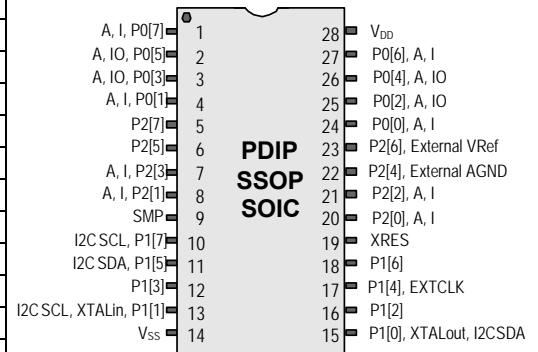 A, I, P0[7] 1 28 VDD
A, IO, P0[5] 2 27 P0[6], A, I
A, IO, P0[3] 3 26 P0[4], A, IO
A, I, P0[1] 4 25 P0[2], A, IO
P2[7] 5 24 P0[0], A, I
P2[5] 6 PDIP 23 P2[6], External VRef
A, I, P2[3] 7 SSOP 22 P2[4], External AGND
A, I, P2[1] 8 SOIC 21 P2[2], A, I
SMP 9 20 P2[0], A, I
I2C SCL, P1[7] 10 19 XRES
I2C SDA, P1[5] 11 18 P1[6]
P1[3] 12 17 P1[4], EXTCLK
I2C SCL, XTALin, P1[1] 13 16 P1[2]
Vss 14 15 P1[0], XTALout, I2CSDA